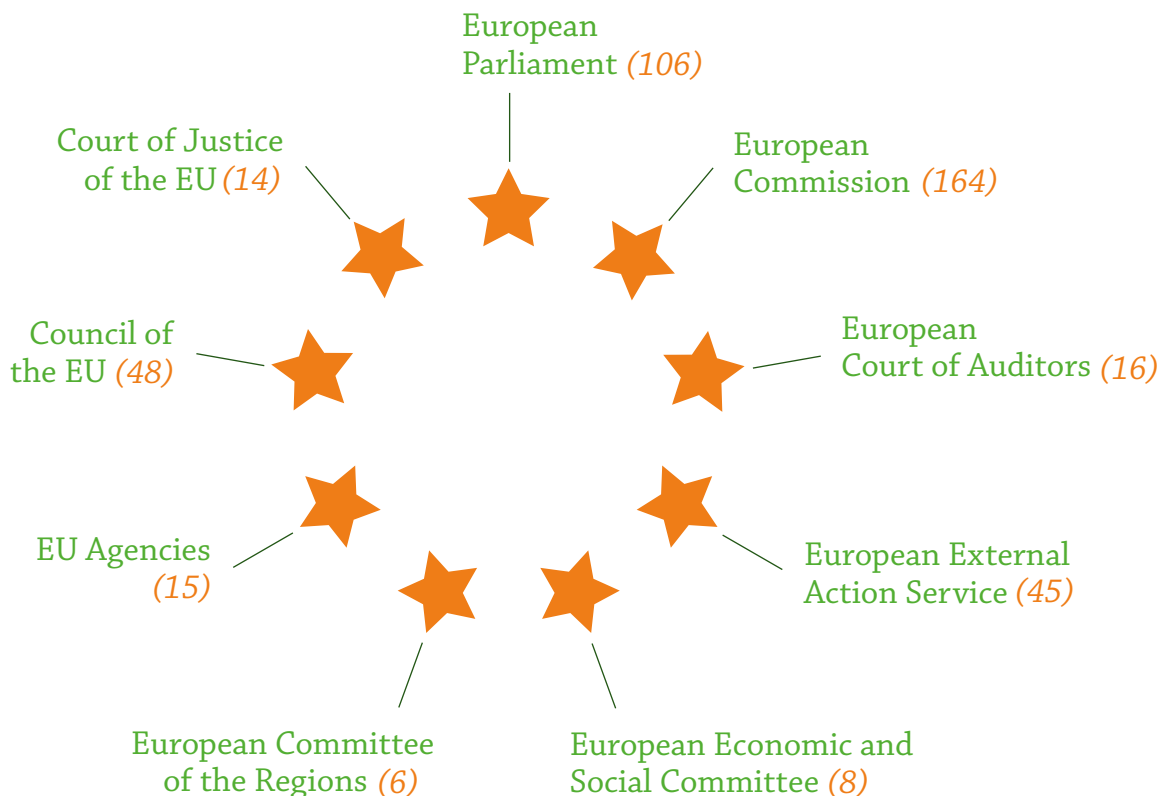 European
Parliament (106)
Court of Justice
of the EU (14)
European
Commission (164)
Council of
the EU (48)
European
Court of Auditors (16)
EU Agencies
(15)
European External
Action Service (45)
European Committee
of the Regions (6)
European Economic and
Social Committee (8)